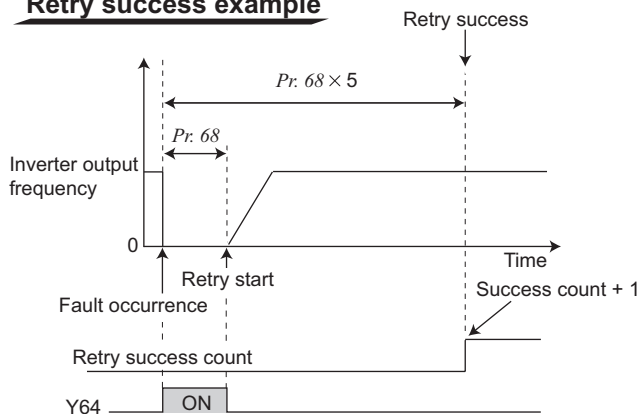 Retry success example
Retry success
Pr. 68 × 5
Pr. 68
Inverter output
frequency
0
Time
Retry start
Fault occurrence
Success count + 1
Retry success count
Y64
ON